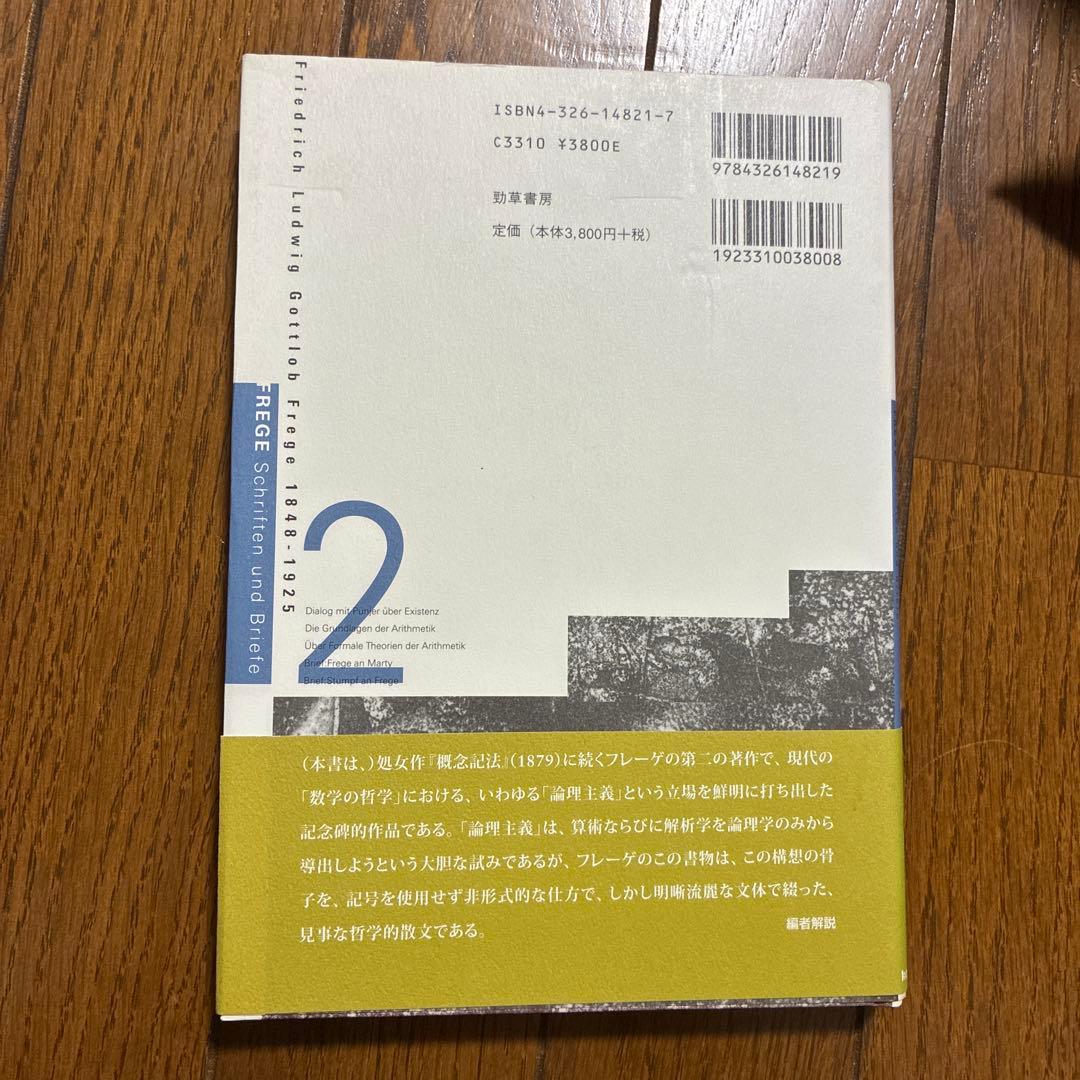 ISBN4-326-14821-7
C3310 ¥3800E
9784326148219
勁草書房
定価（本体3,800円+税）
1923310038008
Friedrich Ludwig Gottlob Frege 1848-1925
FREGE Schriften und Briefe
2
Dialog mit Pünjer über Existenz
Die Grundlagen der Arithmetik
Über Formale Theorien der Arithmetik
Brief:Frege an Marty
Brief:Stumpf an Frege
（本書は、）処女作『概念記法』（1879）に続くフレーゲの第二の著作で、現代の
「数学の哲学」における、いわゆる「論理主義」という立場を鮮明に打ち出した
記念碑的作品である。「論理主義」は、算術ならびに解析学を論理学のみから
導出しようという大胆な試みであるが、フレーゲのこの書物は、この構想の骨
子を、記号を使用せず非形式的な仕方で、しかし明晰流麗な文体で綴った、
見事な哲学的散文である。
編者解説